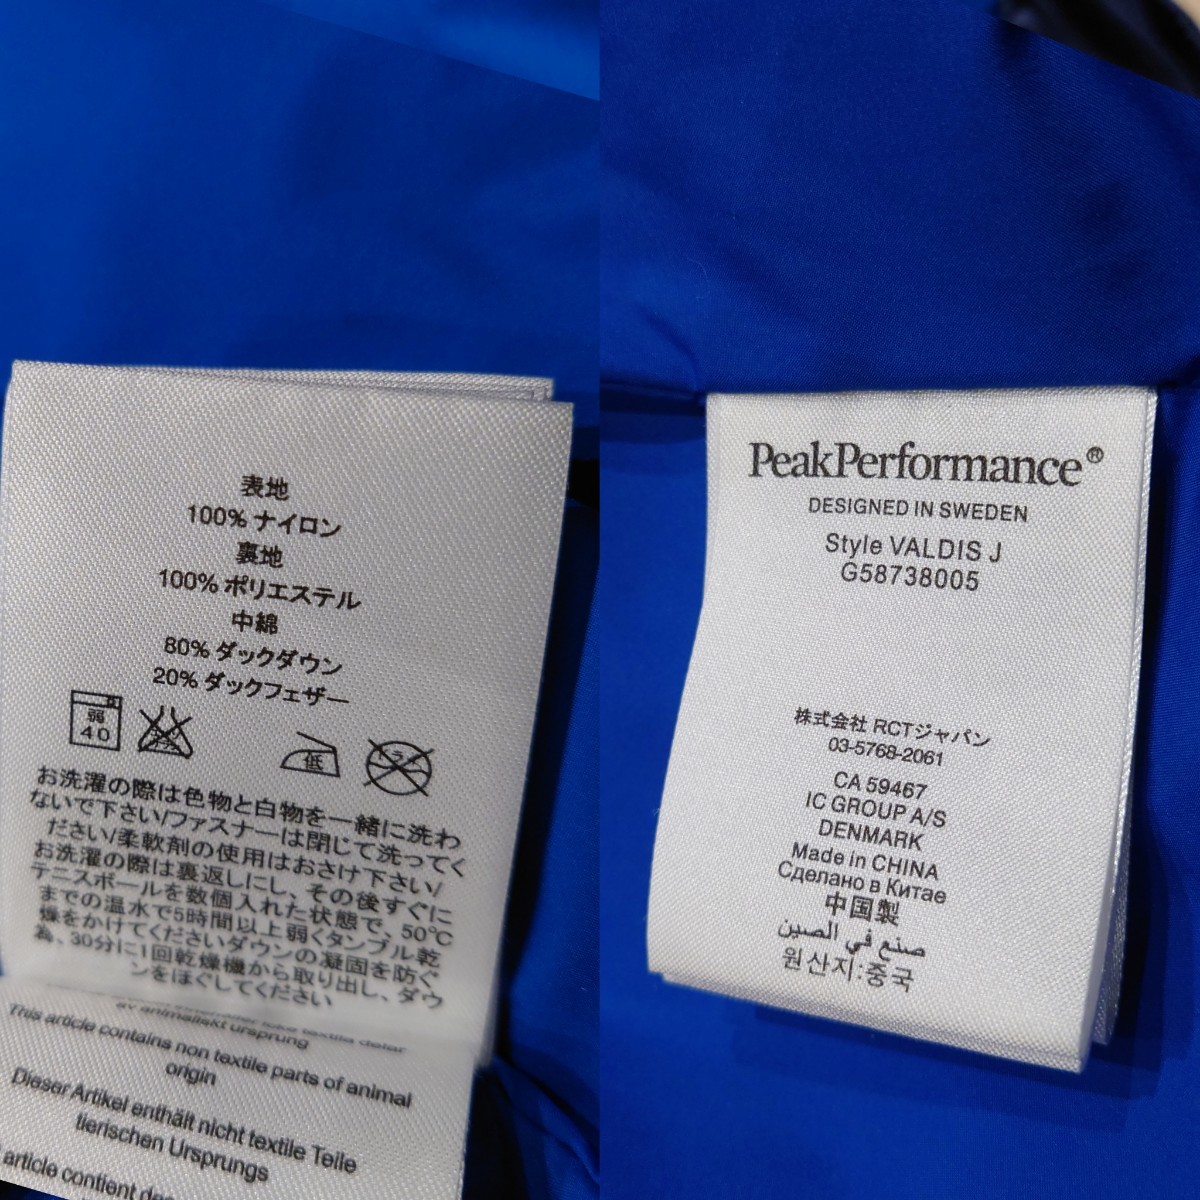 表地
100% ナイロン
裏地
100% ポリエステル
中綿
80% ダックダウン
20% ダックフェザー
弱
40
低
お洗濯の際は色物と白物を一緒に洗わ
ないで下さい/ファスナーは閉じて洗ってく
ださい/柔軟剤の使用はおさけ下さい/
お洗濯の際は裏返しにし、その後すぐに
テニスボールを数個入れた状態で、50℃
までの温水で5時間以上弱くタンブル乾
燥をかけてくださいダウンの凝固を防ぐ
為、30分に1回乾燥機から取り出し、ダウ
ンをほぐしてください
av animaliskt ursprung
This article contains non textile parts of animal
origin
Dieser Artikel enthält nicht textile Teile
tierischen Ursprungs
article contient des
PeakPerformance®
DESIGNED IN SWEDEN
Style VALDIS J
G58738005
株式会社 RCTジャパン
03-5768-2061
CA 59467
IC GROUP A/S
DENMARK
Made in CHINA
Сделано в Китае
中国製
صنع في الصين
원산지:중국